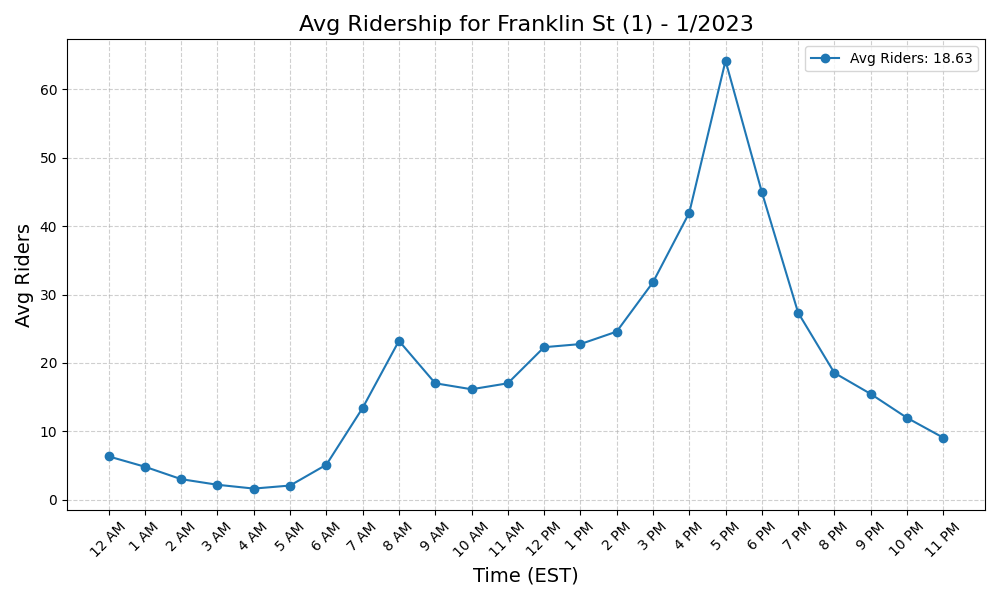 Avg Ridership for Franklin St (1) - 1/2023
Avg Riders: 18.63
Avg Riders
60
50
40
30
20
10
0
12 AM
1 AM
2 AM
3 AM
4 AM
5 AM
6 AM
7 AM
8 AM
9 AM
10 AM
11 AM
12 PM
1 PM
2 PM
3 PM
4 PM
5 PM
6 PM
7 PM
8 PM
9 PM
10 PM
11 PM
Time (EST)